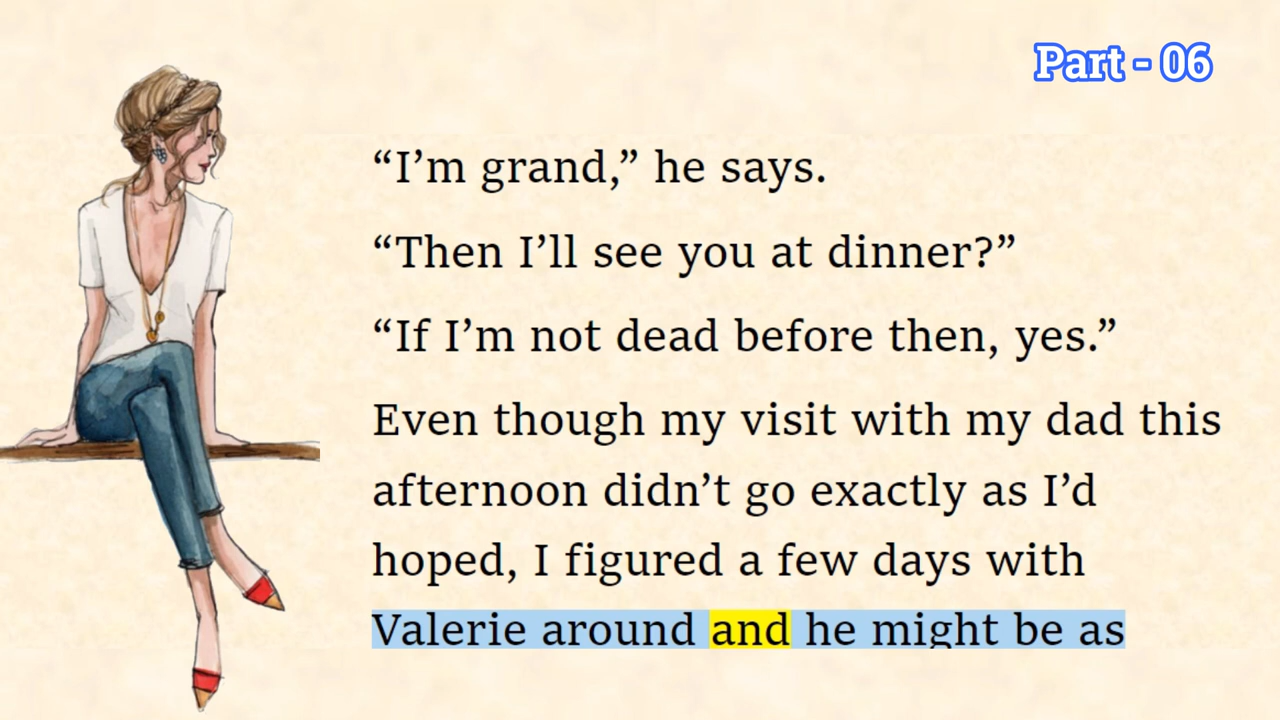 Part - 06
“I’m grand,” he says.
“Then I’ll see you at dinner?”
“If I’m not dead before then, yes.”
Even though my visit with my dad this
afternoon didn’t go exactly as I’d
hoped, I figured a few days with
Valerie around and he might be as